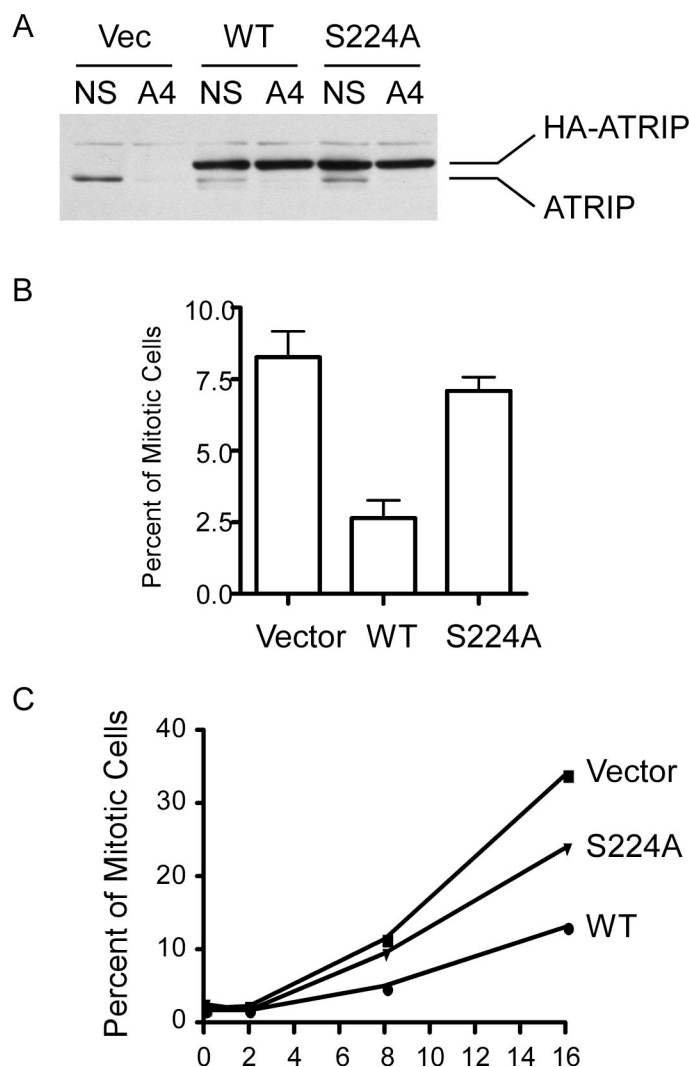 A
Vec WT S224A
NS A4 NS A4 NS A4
HA-ATRIP
ATRIP
B
Percent of Mitotic Cells
10.0
7.5
5.0
2.5
0.0
Vector WT S224A
C
Percent of Mitotic Cells
40
30
20
10
0
Vector
S224A
WT
0 2 4 6 8 10 12 14 16